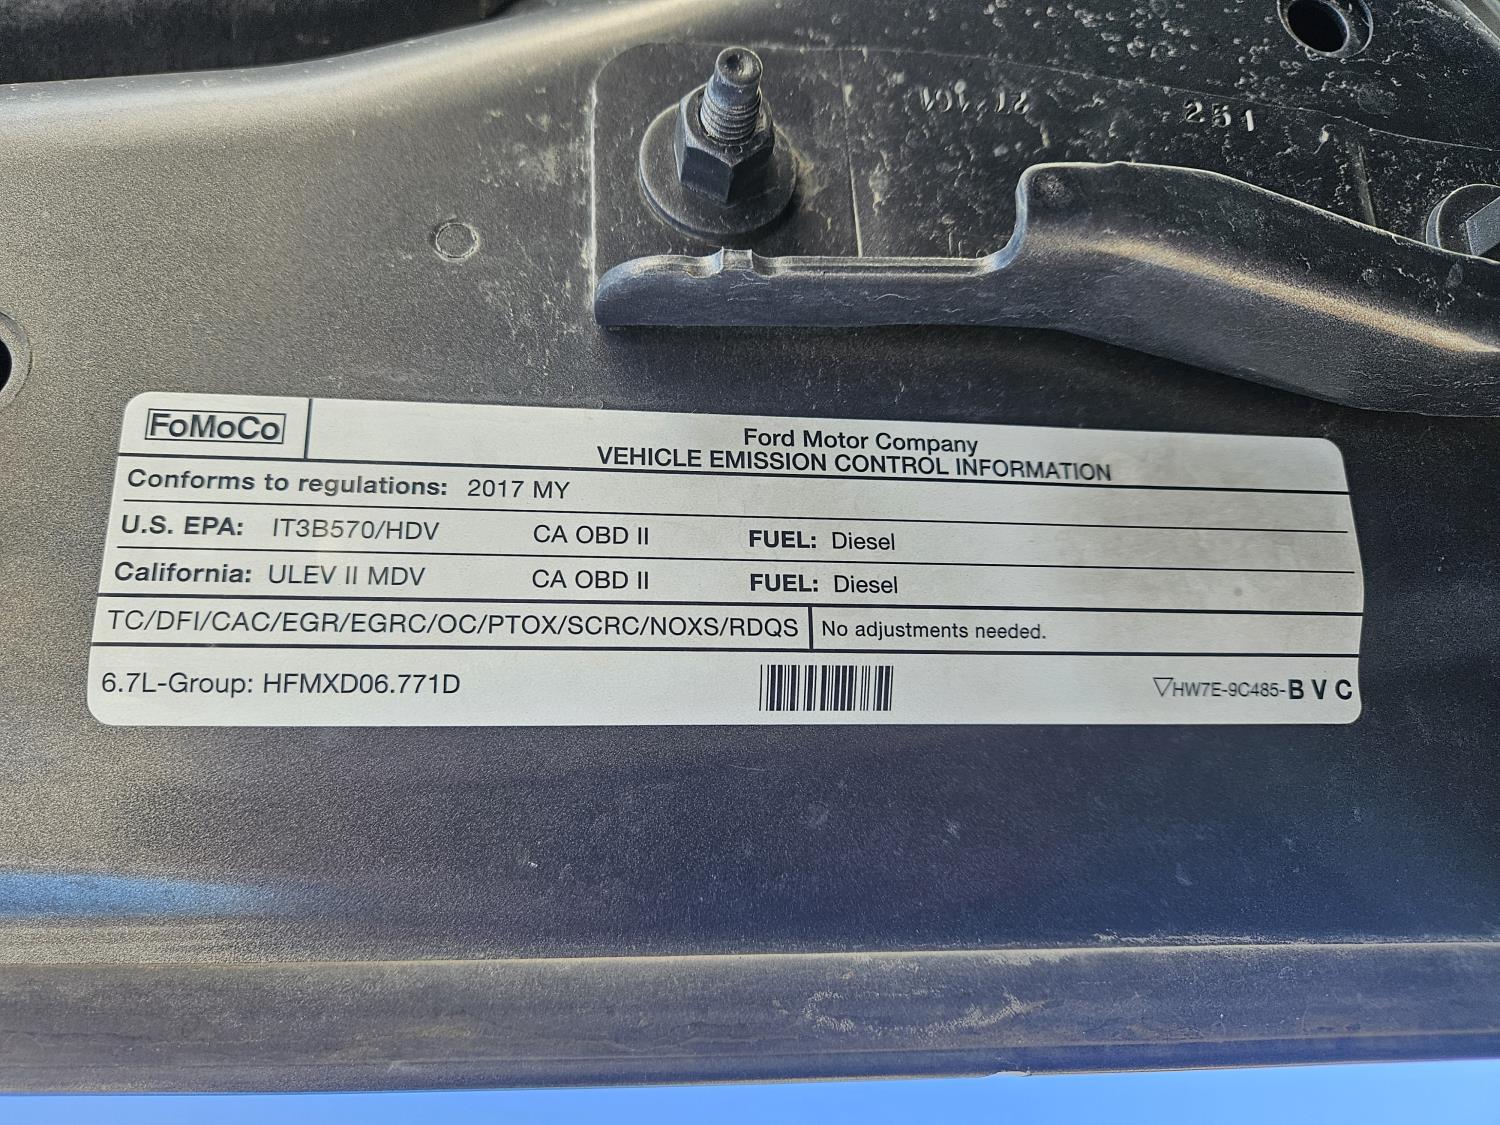 251
FoMoCo
Ford Motor Company
VEHICLE EMISSION CONTROL INFORMATION
Conforms to regulations: 2017 MY
U.S. EPA: IT3B570/HDV CA OBD II FUEL: Diesel
California: ULEV II MDV CA OBD II FUEL: Diesel
TC/DFI/CAC/EGR/EGRC/OC/PTOX/SCRC/NOXS/RDQS No adjustments needed.
6.7L-Group: HFMXD06.771D ▽HW7E-9C485-B V C